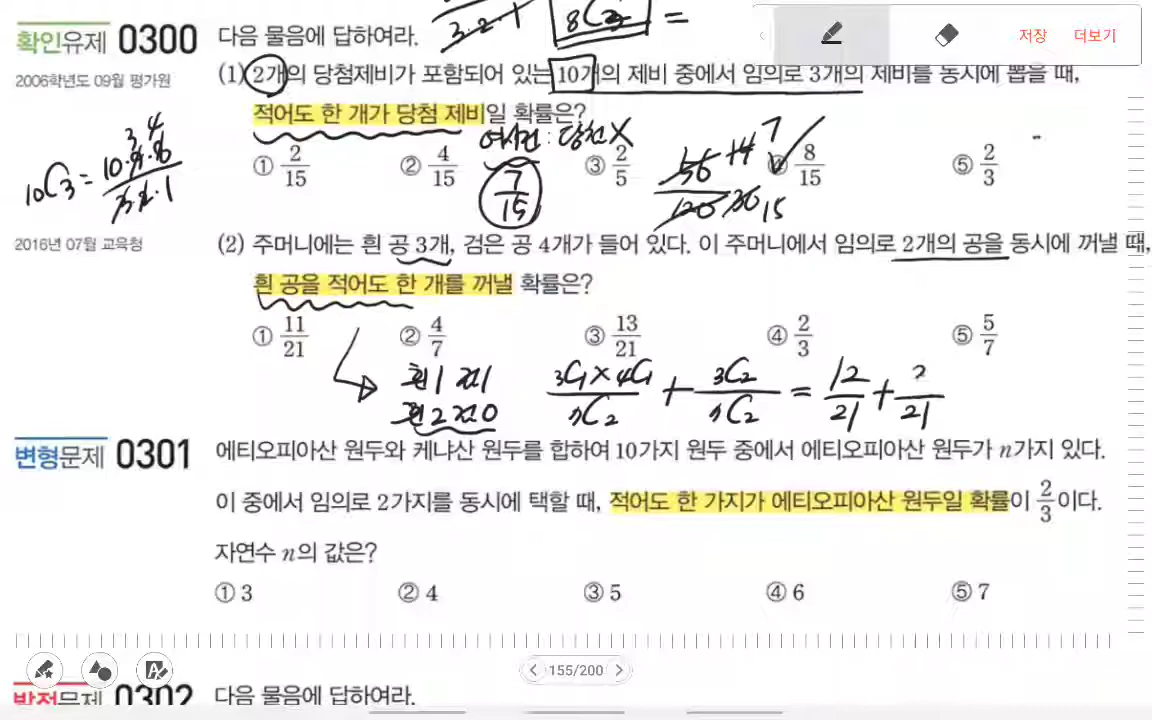 3·2·1 8C3 =
저장 더보기
확인유제 0300 다음 물음에 답하여라.
2006학년도 09월 평가원
(1) 2개의 당첨제비가 포함되어 있는 10개의 제비 중에서 임의로 3개의 제비를 동시에 뽑을 때,
적어도 한 개가 당첨 제비일 확률은?
여사건: 당첨X
① 2/15 ② 4/15 ③ 2/5 ④ 8/15 ⑤ 2/3
7/15
56/120 14/30 7/15
10C3 = 10·9·8/3·2·1
3 4
2016년 07월 교육청
(2) 주머니에는 흰 공 3개, 검은 공 4개가 들어 있다. 이 주머니에서 임의로 2개의 공을 동시에 꺼낼 때,
흰 공을 적어도 한 개를 꺼낼 확률은?
① 11/21 ② 4/7 ③ 13/21 ④ 2/3 ⑤ 5/7
흰1 검1
흰2 검0
3C1×4C1/7C2 + 3C2/7C2 = 12/21 + /21
변형문제 0301 에티오피아산 원두와 케냐산 원두를 합하여 10가지 원두 중에서 에티오피아산 원두가 n가지 있다.
이 중에서 임의로 2가지를 동시에 택할 때, 적어도 한 가지가 에티오피아산 원두일 확률이 2/3이다.
자연수 n의 값은?
① 3 ② 4 ③ 5 ④ 6 ⑤ 7
155/200
발전문제 0302 다음 물음에 답하여라.